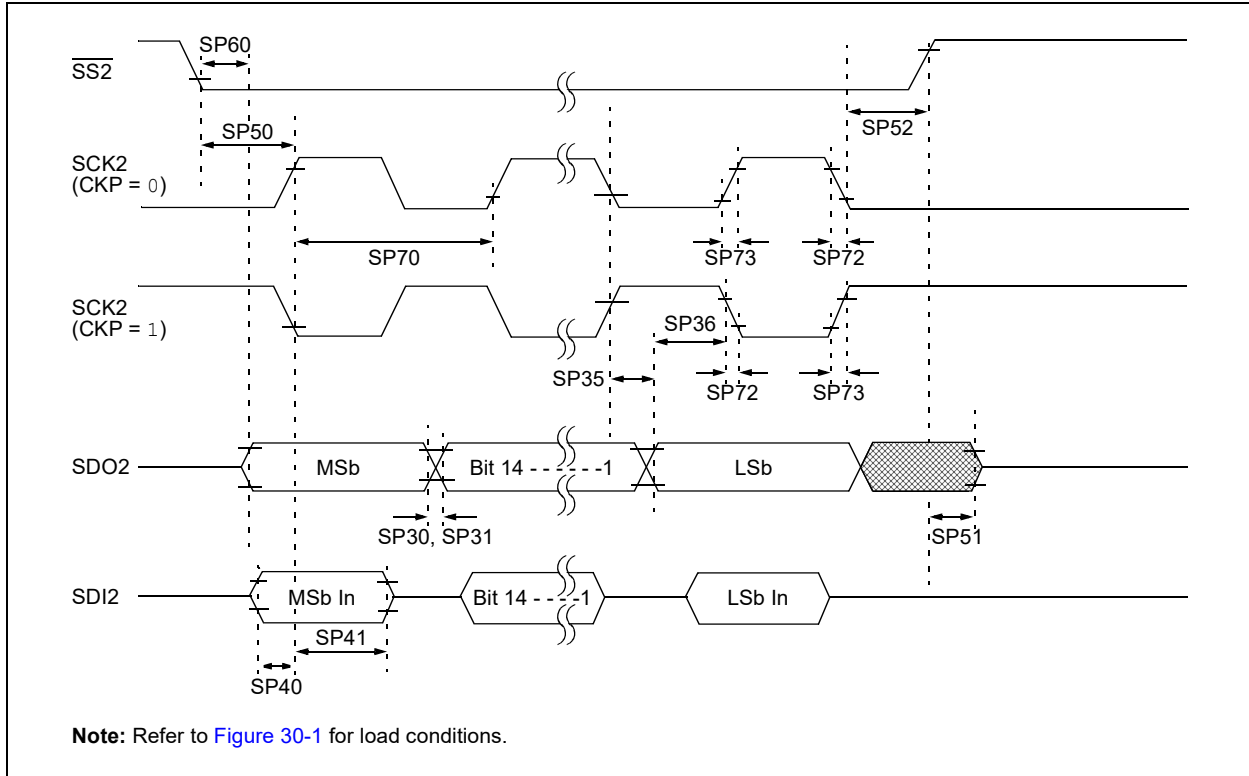 SP60
SS2
SP50
SP52
SCK2
(CKP = 0)
SP70
SP73
SP72
SCK2
(CKP = 1)
SP36
SP35
SP72
SP73
SDO2
MSb
Bit 14 - - - - - -1
LSb
SP30, SP31
SP51
SDI2
MSb In
Bit 14 - - - -1
LSb In
SP41
SP40
Note: Refer to Figure 30-1 for load conditions.